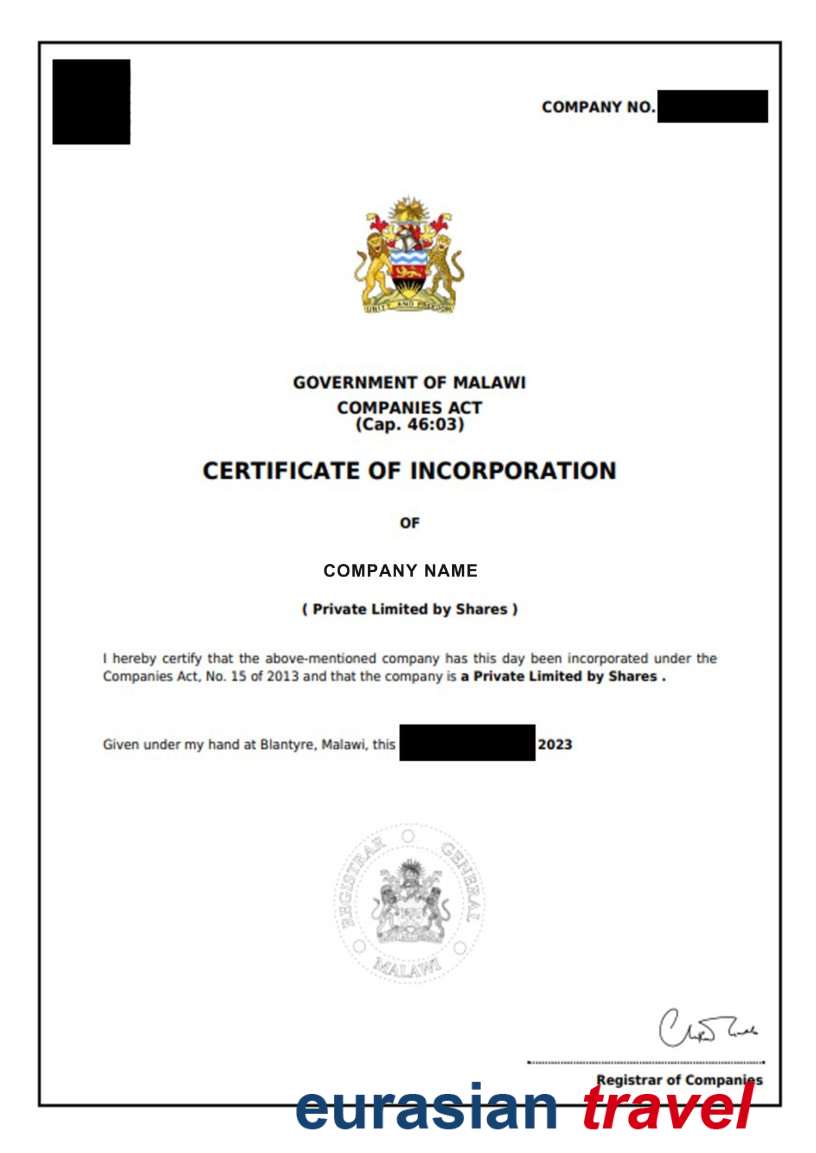 COMPANY NO.
UNITY AND FREEDOM
GOVERNMENT OF MALAWI
COMPANIES ACT
(Cap. 46:03)
CERTIFICATE OF INCORPORATION
OF
COMPANY NAME
( Private Limited by Shares )
I hereby certify that the above-mentioned company has this day been incorporated under the
Companies Act, No. 15 of 2013 and that the company is a Private Limited by Shares .
Given under my hand at Blantyre, Malawi, this 2023
REGISTRAR GENERAL
MALAWI
Registrar of Companies
eurasian travel